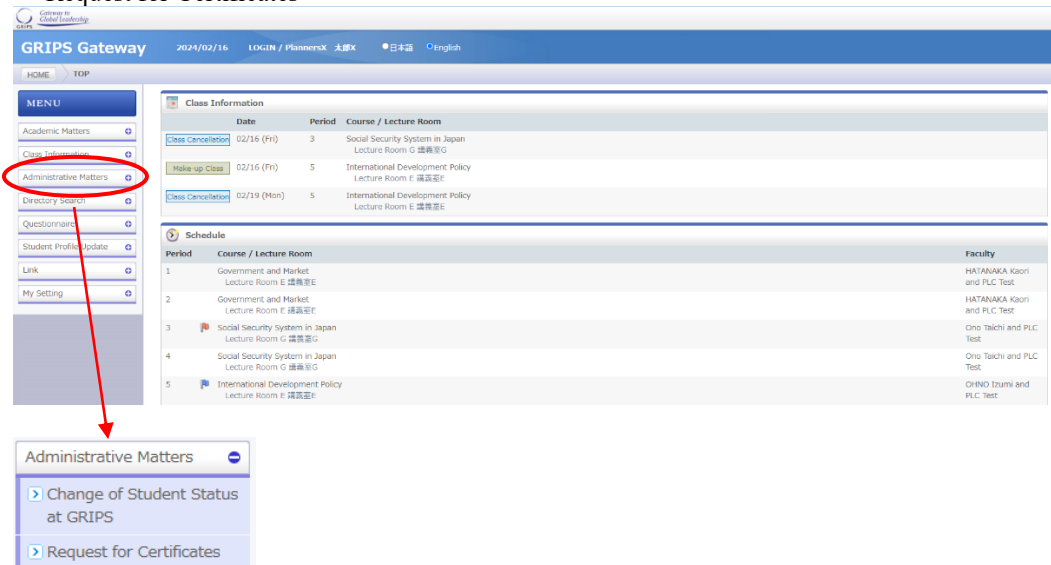 Request for Certificates
Gateway to
Global Leadership
GRIPS
GRIPS Gateway 2024/02/16 LOGIN / PlannersX 太郎X 日本語 English
HOME TOP
MENU
Academic Matters
Class Information
Administrative Matters
Directory Search
Questionnaire
Student Profile Update
Link
My Setting
Class Information
Date Period Course / Lecture Room
Class Cancellation 02/16 (Fri) 3 Social Security System in Japan
Lecture Room G 講義室G
Make-up Class 02/16 (Fri) 5 International Development Policy
Lecture Room E 講義室E
Class Cancellation 02/19 (Mon) 5 International Development Policy
Lecture Room E 講義室E
Schedule
Period Course / Lecture Room Faculty
1 Government and Market HATANAKA Kaori
Lecture Room E 講義室E and PLC Test
2 Government and Market HATANAKA Kaori
Lecture Room E 講義室E and PLC Test
3 Social Security System in Japan Ono Taichi and PLC
Lecture Room G 講義室G Test
4 Social Security System in Japan Ono Taichi and PLC
Lecture Room G 講義室G Test
5 International Development Policy OHNO Izumi and
Lecture Room E 講義室E PLC Test
Administrative Matters
Change of Student Status
at GRIPS
Request for Certificates